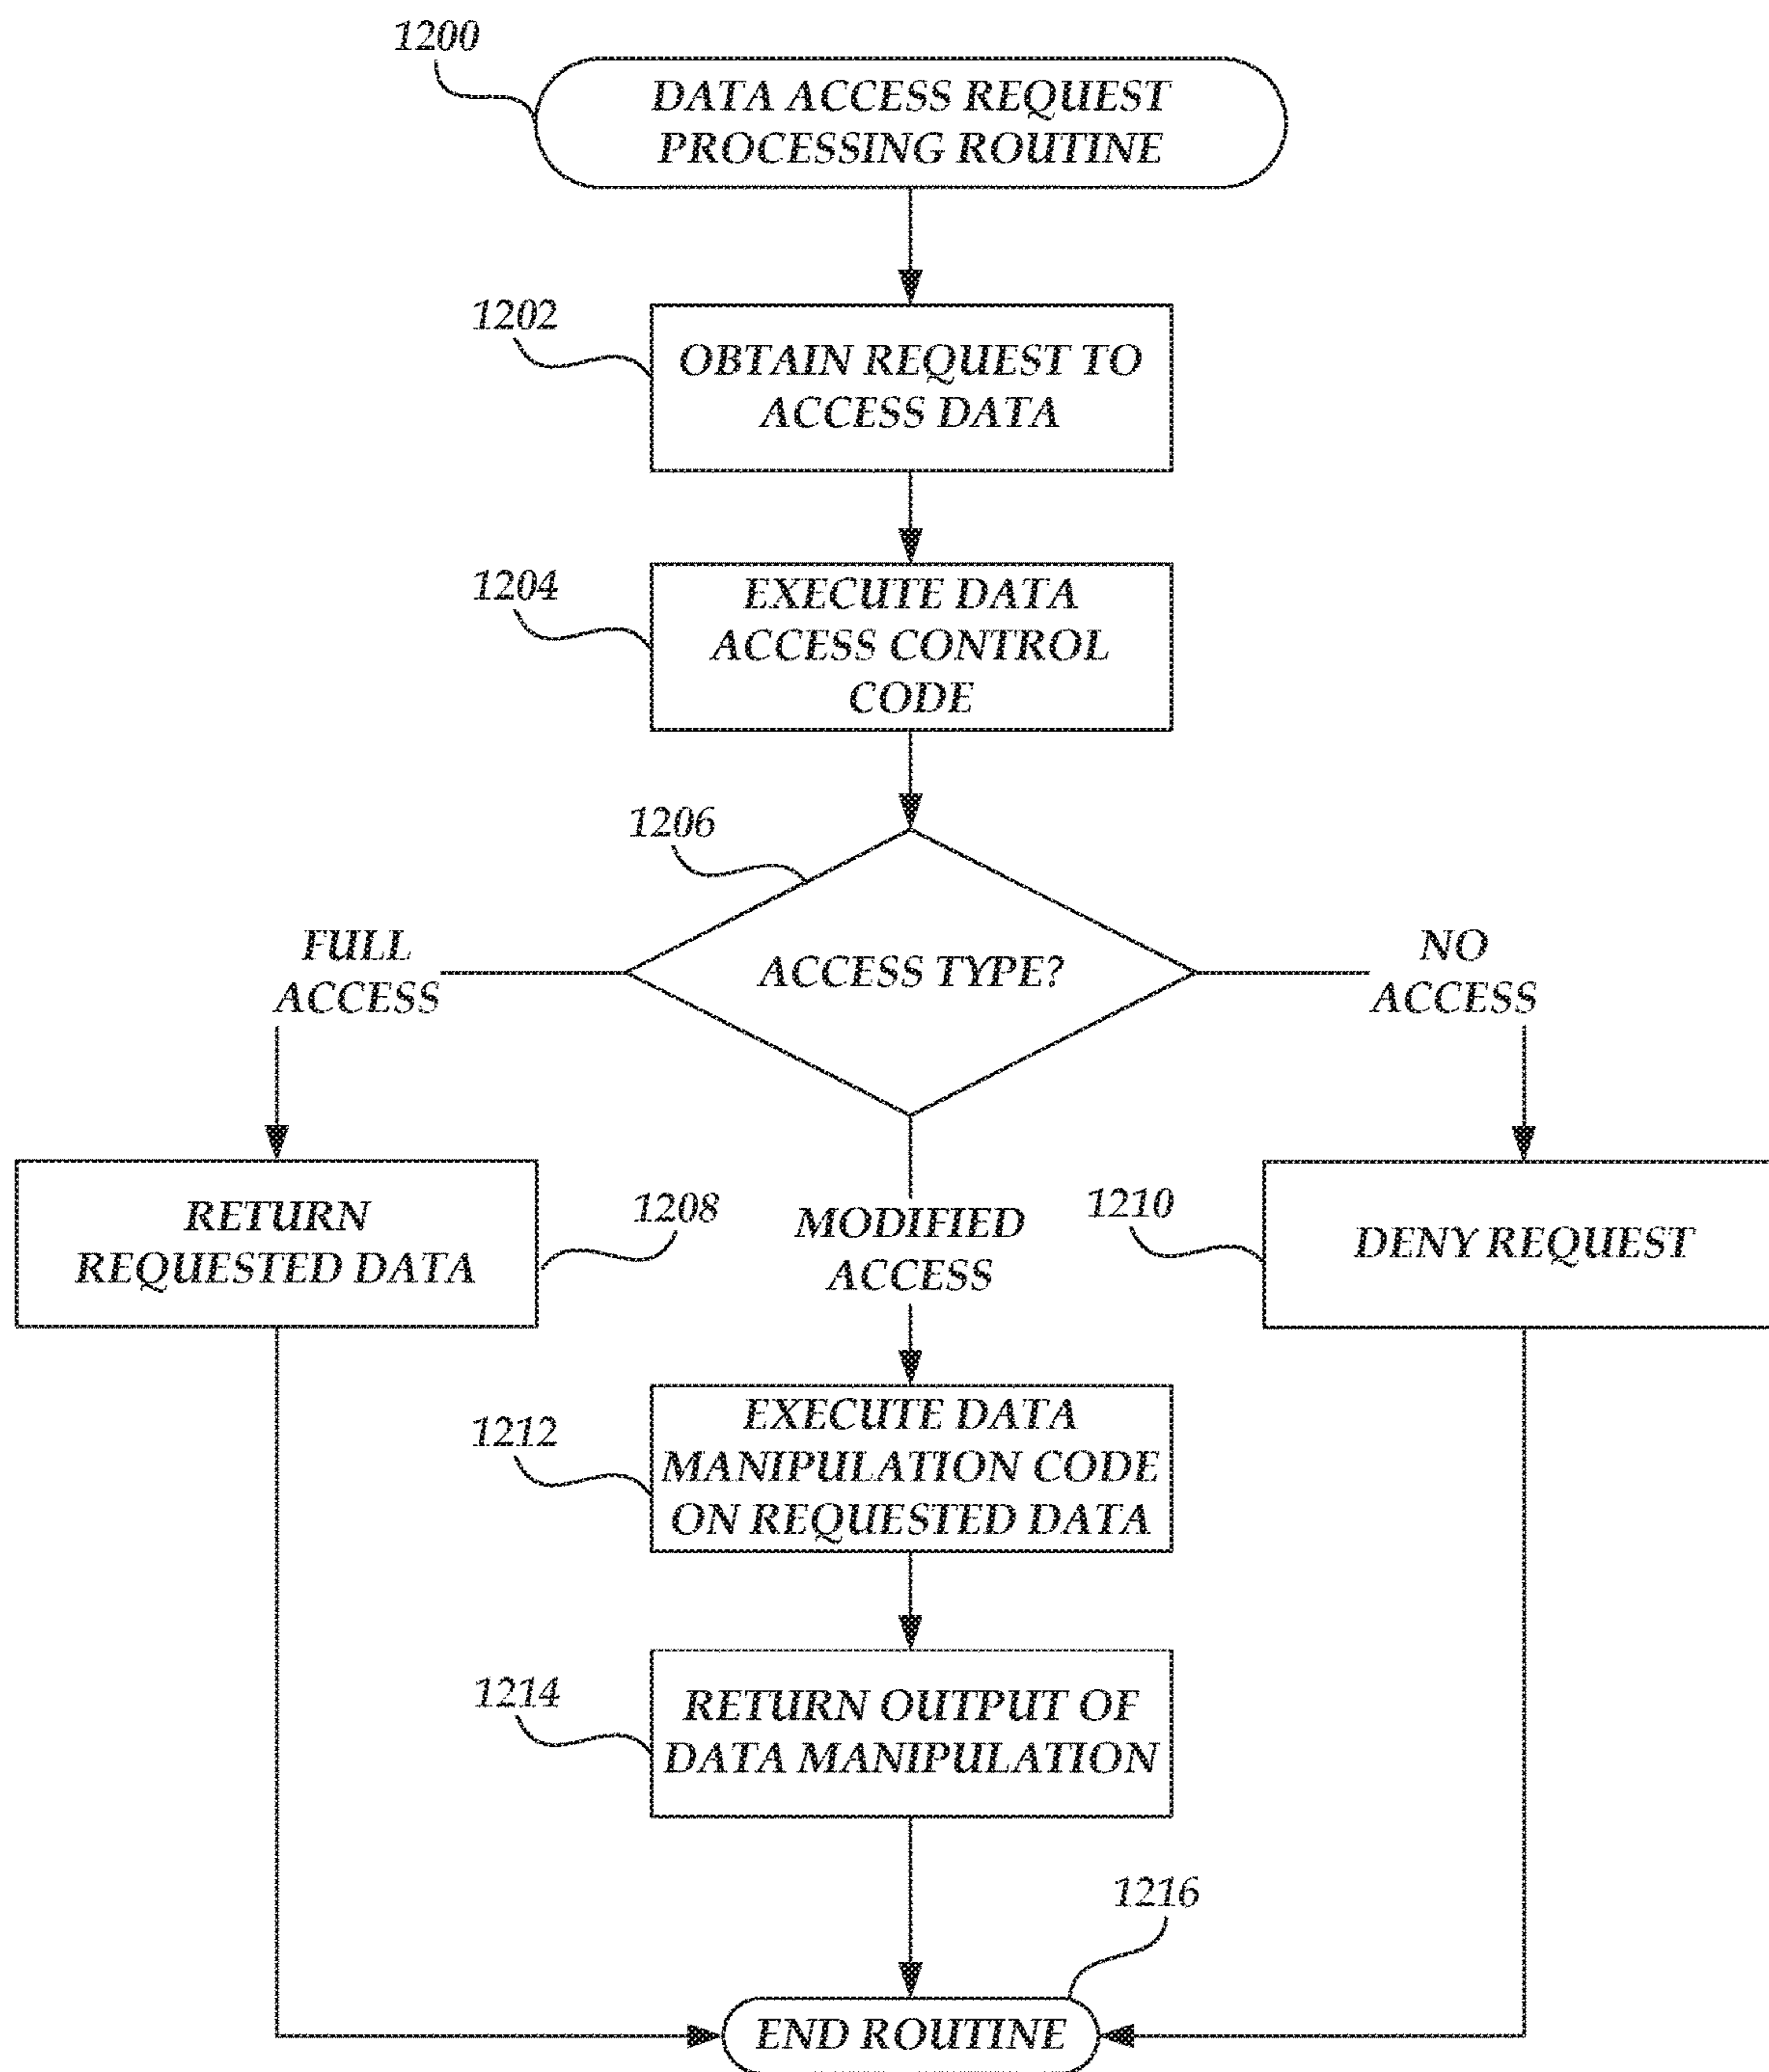 1200
DATA ACCESS REQUEST
PROCESSING ROUTINE
1202
OBTAIN REQUEST TO
ACCESS DATA
1204
EXECUTE DATA
ACCESS CONTROL
CODE
1206
ACCESS TYPE?
FULL
ACCESS
NO
ACCESS
RETURN
REQUESTED DATA
1208
MODIFIED
ACCESS
1210
DENY REQUEST
1212
EXECUTE DATA
MANIPULATION CODE
ON REQUESTED DATA
1214
RETURN OUTPUT OF
DATA MANIPULATION
1216
END ROUTINE